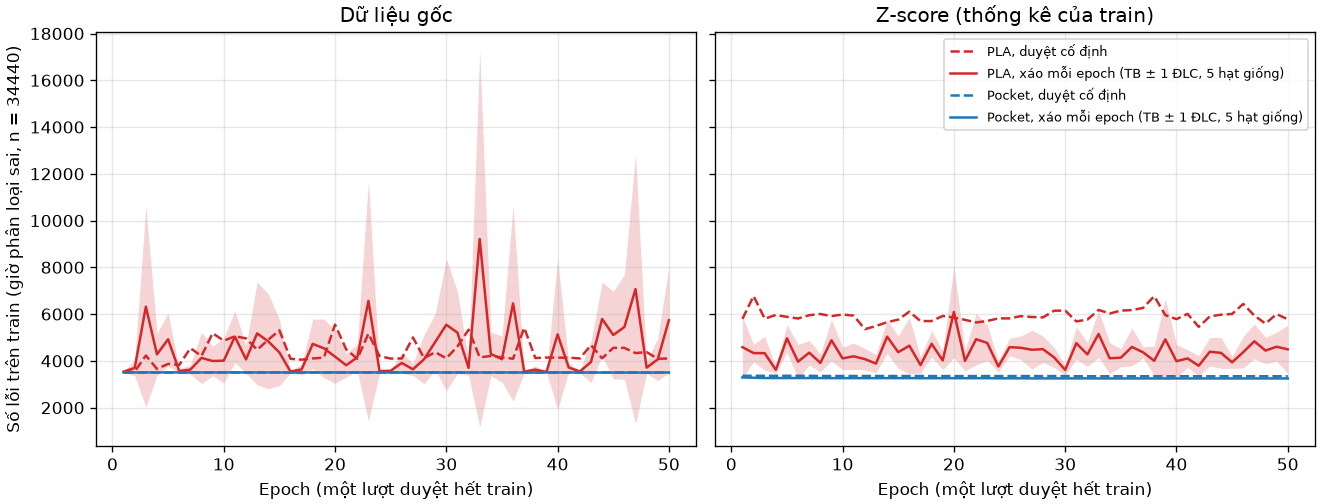 Dữ liệu gốc
Z-score (thống kê của train)
Số lỗi trên train (giờ phân loại sai, n = 34440)
18000
16000
14000
12000
10000
8000
6000
4000
2000
0
10
20
30
40
50
Epoch (một lượt duyệt hết train)
PLA, duyệt cố định
PLA, xáo mỗi epoch (TB ± 1 ĐLC, 5 hạt giống)
Pocket, duyệt cố định
Pocket, xáo mỗi epoch (TB ± 1 ĐLC, 5 hạt giống)
0
10
20
30
40
50
Epoch (một lượt duyệt hết train)